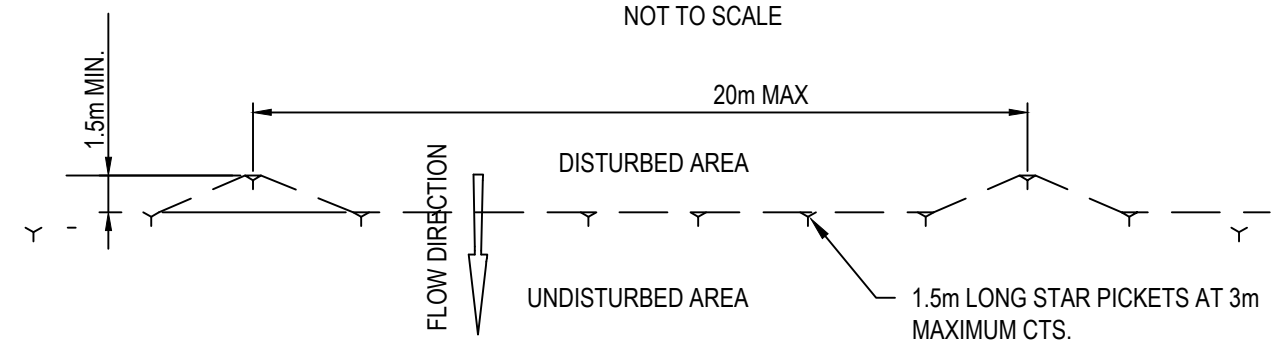 NOT TO SCALE
1.5m MIN.
20m MAX
DISTURBED AREA
FLOW DIRECTION
UNDISTURBED AREA
1.5m LONG STAR PICKETS AT 3m
MAXIMUM CTS.